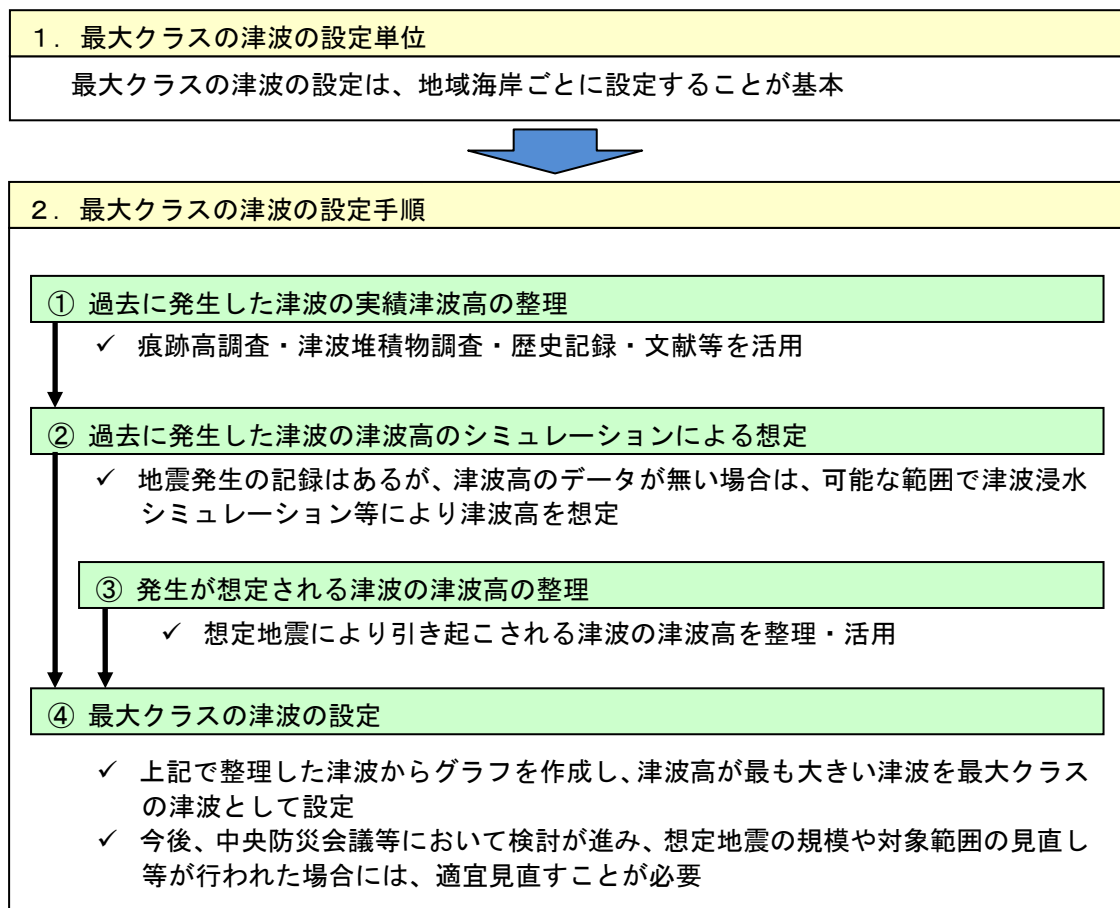 １．最大クラスの津波の設定単位
最大クラスの津波の設定は、地域海岸ごとに設定することが基本
２．最大クラスの津波の設定手順
① 過去に発生した津波の実績津波高の整理
✓ 痕跡高調査・津波堆積物調査・歴史記録・文献等を活用
② 過去に発生した津波の津波高のシミュレーションによる想定
✓ 地震発生の記録はあるが、津波高のデータが無い場合は、可能な範囲で津波浸水
シミュレーション等により津波高を想定
③ 発生が想定される津波の津波高の整理
✓ 想定地震により引き起こされる津波の津波高を整理・活用
④ 最大クラスの津波の設定
✓ 上記で整理した津波からグラフを作成し、津波高が最も大きい津波を最大クラス
の津波として設定
✓ 今後、中央防災会議等において検討が進み、想定地震の規模や対象範囲の見直し
等が行われた場合には、適宜見直すことが必要